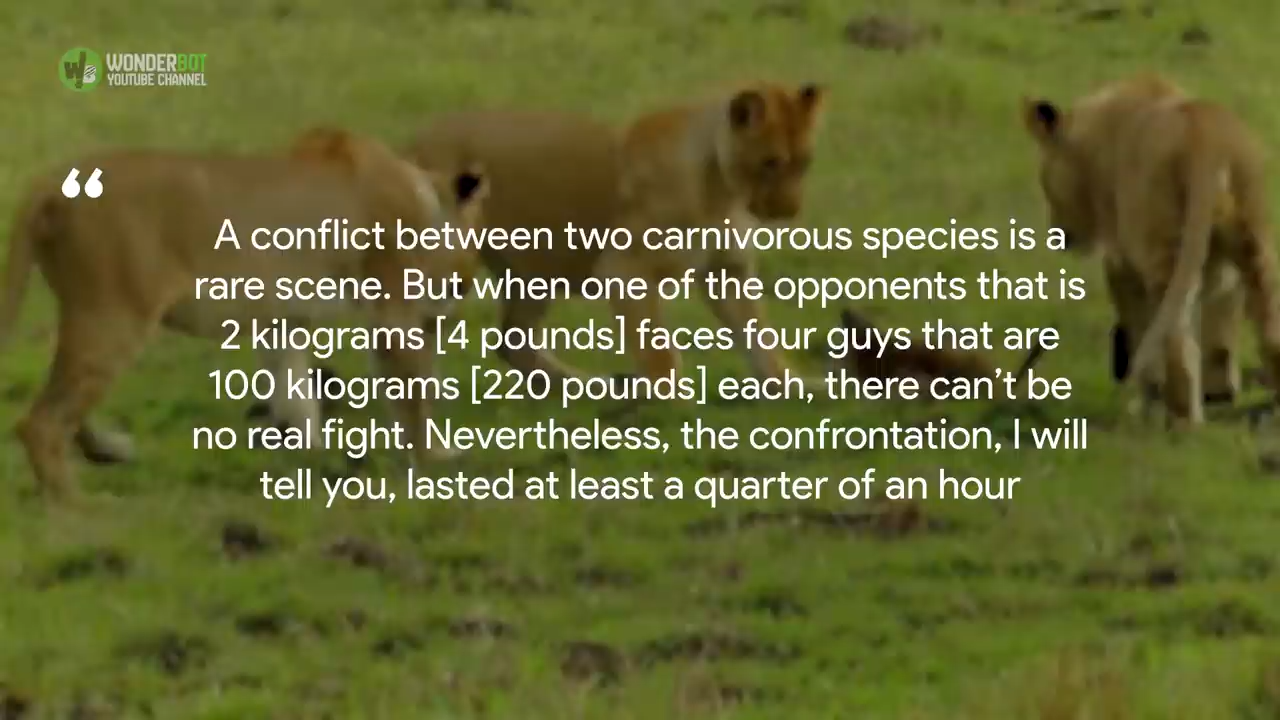 WONDERBOT
YOUTUBE CHANNEL
“
A conflict between two carnivorous species is a
rare scene. But when one of the opponents that is
2 kilograms [4 pounds] faces four guys that are
100 kilograms [220 pounds] each, there can’t be
no real fight. Nevertheless, the confrontation, I will
tell you, lasted at least a quarter of an hour